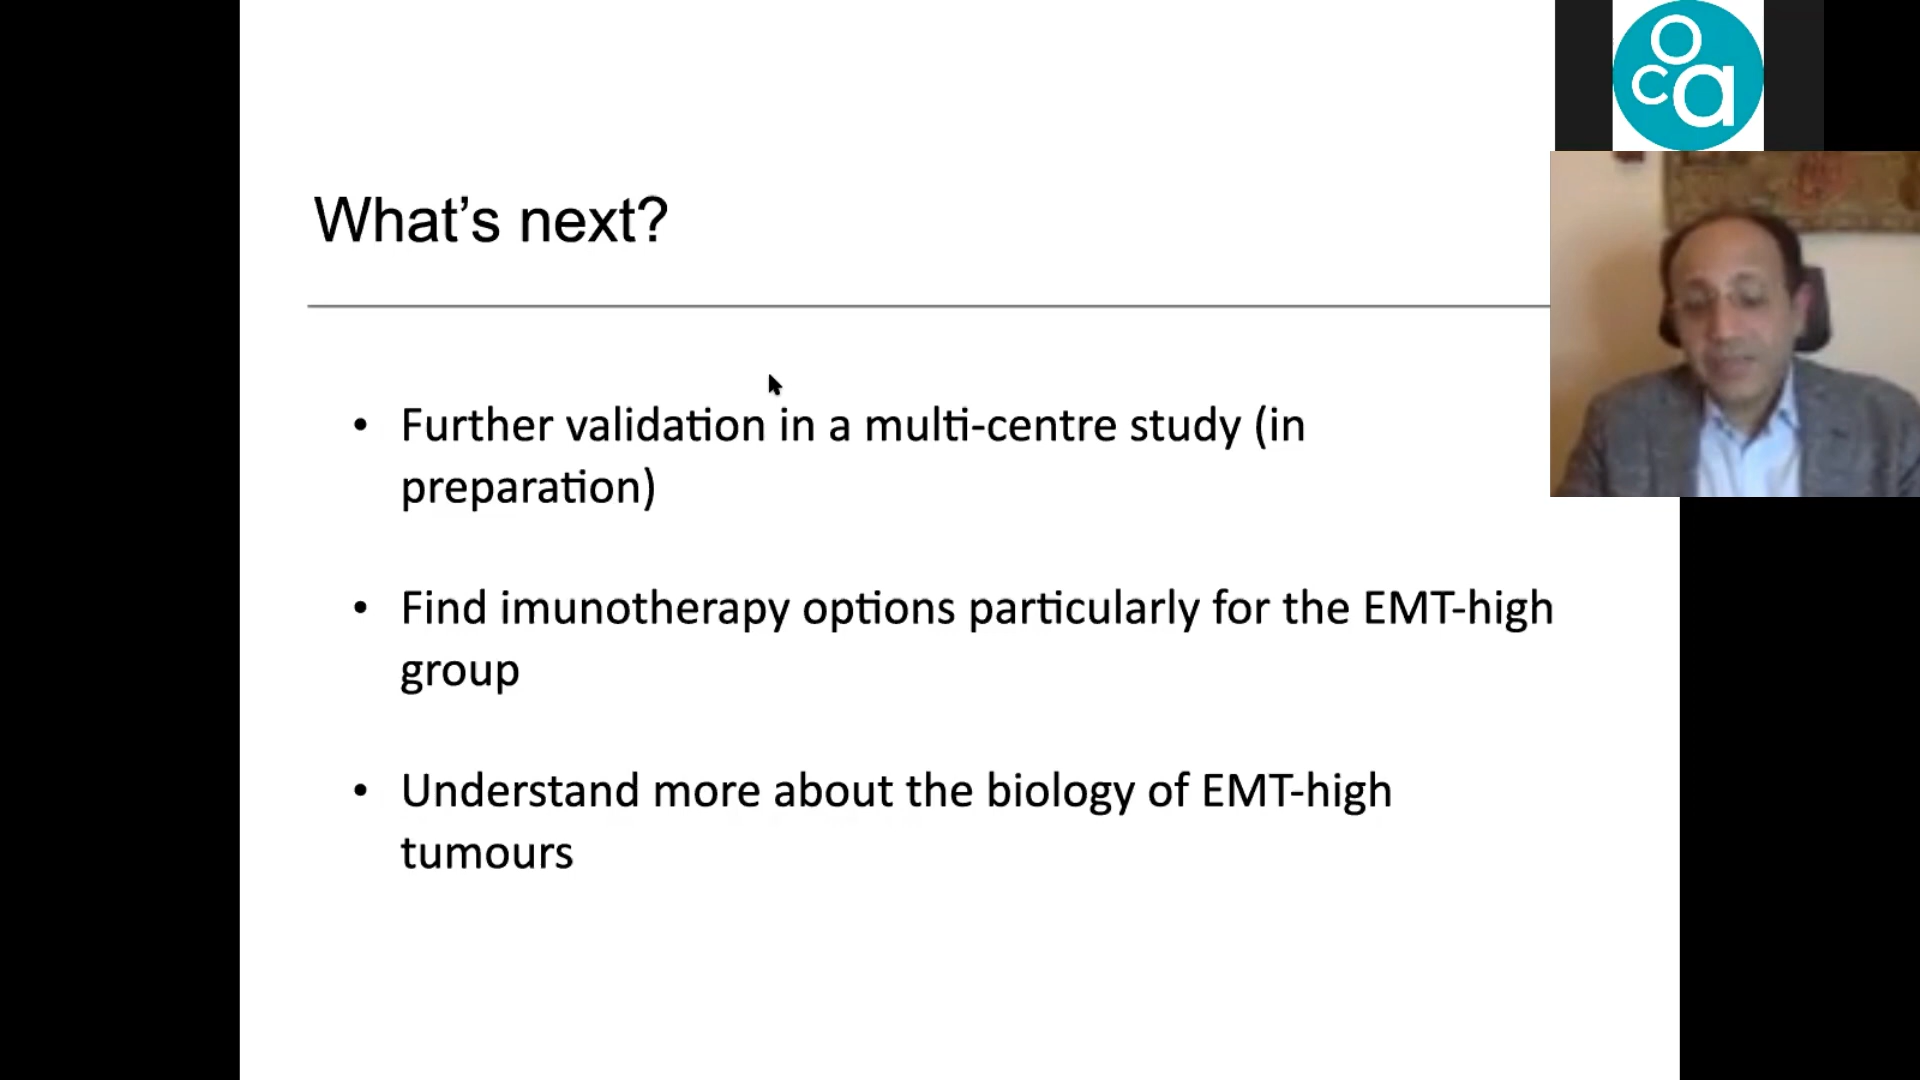 oca
What's next?
• Further validation in a multi-centre study (in
preparation)
• Find imunotherapy options particularly for the EMT-high
group
• Understand more about the biology of EMT-high
tumours